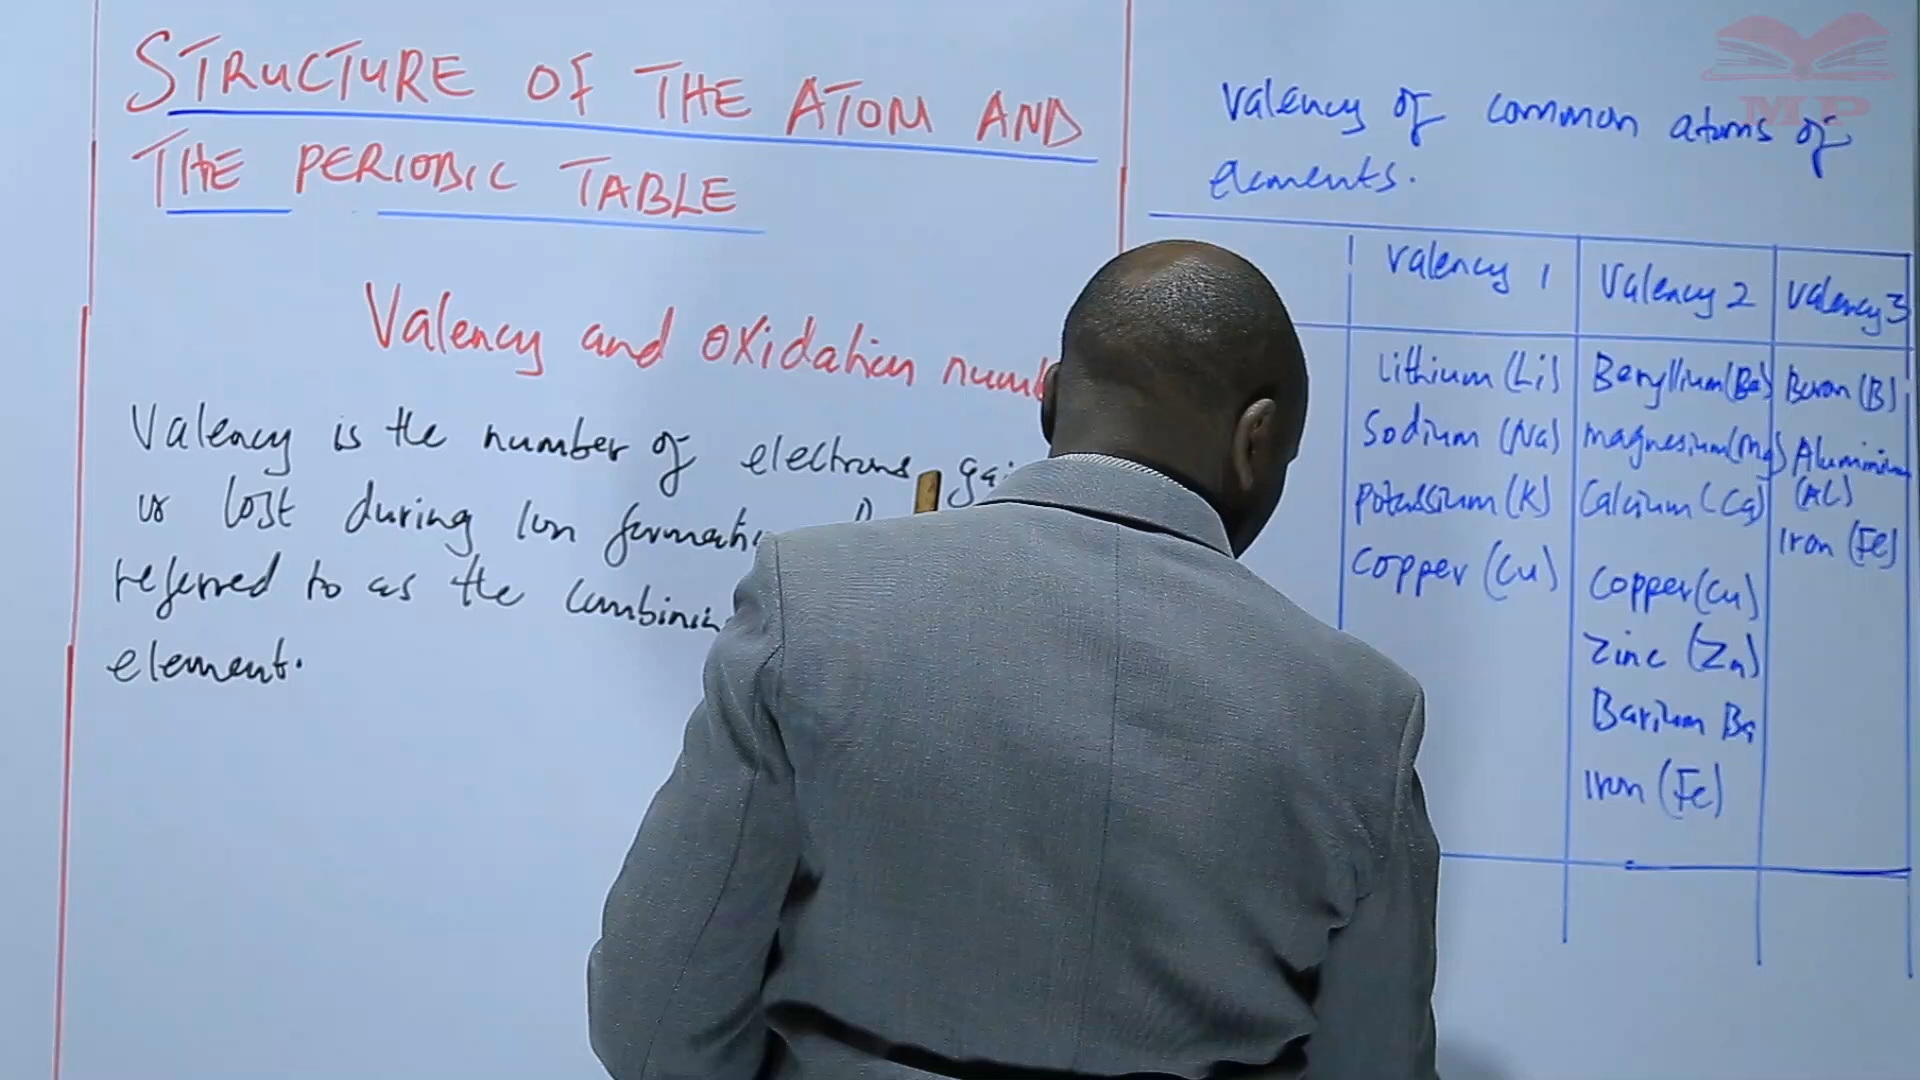 STRUCTURE OF THE ATOM AND
THE PERIODIC TABLE
Valency and oxidation
Valency is the number of electrons
or lost during ion
referred to as the
element.
MP
Valency of common atoms of
elements.
Valency 1
Lithium (Li)
Sodium (Na)
Potassium (K)
Copper (Cu)
Valency 2
Beryllium (Be)
Magnesium (Mg)
Calcium (Ca)
Copper (Cu)
Zinc (Zn)
Barium Ba
Iron (Fe)
Valency 3
Boron (B)
Aluminium
(Al)
Iron (Fe)